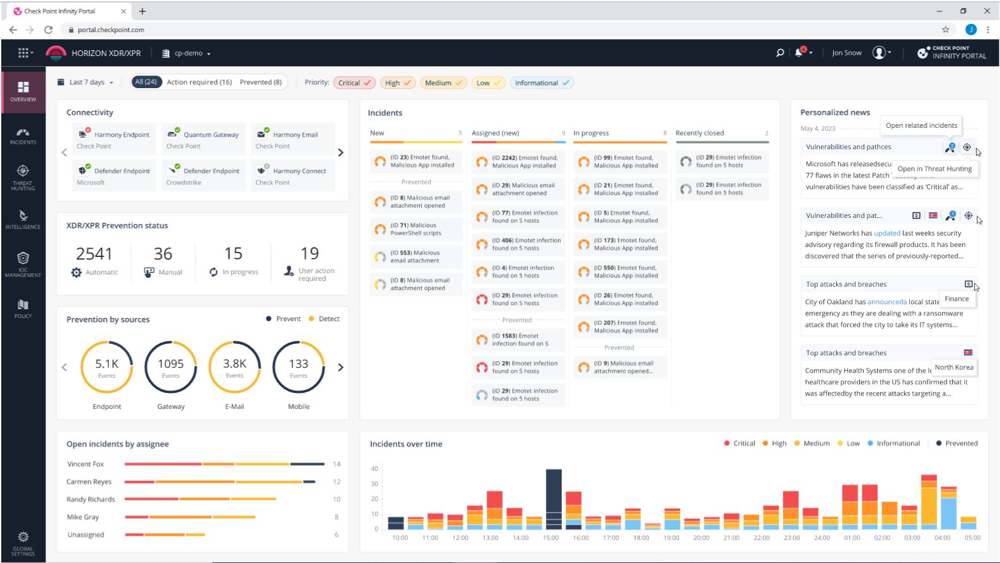 Check Point Infinity Portal
portal.checkpoint.com
J
HORIZON XDR/XPR
cp-demo
4
Jon Snow
CHECK POINT
INFINITY PORTAL
OVERVIEW
INCIDENTS
THREAT
HUNTING
INTELLIGENCE
IOC
MANAGEMENT
POLICY
GLOBAL
SETTINGS
Last 7 days
All (24)
Action required (16)
Prevented (8)
Priority:
Critical
High
Medium
Low
Informational
Connectivity
Harmony Endpoint
Check Point
Quantum Gateway
Check Point
Harmony Email
Check Point
Defender Endpoint
Microsoft
Defender Endpoint
Crowdstrike
Harmony Connect
Check Point
XDR/XPR Prevention status
2541
Automatic
36
Manual
15
In progress
19
User action
required
Prevention by sources
Prevent
Detect
5.1K
Events
Endpoint
1095
Events
Gateway
3.8K
Events
E-Mail
133
Events
Mobile
Open incidents by assignee
Vincent Fox 14
Carmen Reyes 12
Randy Richards 10
Mike Gray 8
Unassigned 6
Incidents
New 5
(ID 23) Emotet found,
Malicious App installed
Prevented
(ID 8) Malicious email
attachment opened
(ID 71) Malicious
PowerShell scripts
(ID 553) Malicious
email attachment
(ID 8) Malicious email
attachment opened
Assigned (new) 9
(ID 2242) Emotet found,
Malicious App installed
(ID 29) Malicious email
attachment opened
(ID 77) Emotet infection
found on 5 hosts
(ID 406) Emotet infection
found on 5 hosts
(ID 4) Emotet infection
found on 5 hosts
(ID 29) Emotet infection
found on 5 hosts
Prevented
(ID 1583) Emotet
infection found on 5
(ID 29) Emotet infection
found on 5 hosts
(ID 29) Emotet infection
found on 5 hosts
In progress 8
(ID 99) Emotet found,
Malicious App installed
(ID 21) Emotet found,
Malicious App installed
(ID 5) Emotet found,
Malicious App installed
(ID 173) Emotet found,
Malicious App installed
(ID 550) Emotet found,
Malicious App installed
(ID 26) Emotet found,
Malicious App installed
(ID 207) Emotet found,
Malicious App installed
Prevented
(ID 9) Malicious email
attachment opened...
Recently closed 2
(ID 29) Emotet infection
found on 5 hosts
(ID 29) Emotet infection
found on 5 hosts
Personalized news
May 4, 2023
Open related incidents
Vulnerabilities and pathces
2
Open in Threat Hunting
Microsoft has releasedsecu
77 flaws in the latest Patch
vulnerabilities have been classified as ‘Critical’ as...
Vulnerabilities and pat...
1
Juniper Networks has updated last weeks security
advisory regarding its firewall products. It has been
discovered that the series of previously-reported...
Top attacks and breaches
Finance
City of Oakland has announceda local state
emergency as they are dealing with a ransomware
attack that forced the city to take its IT systems...
Top attacks and breaches
North Korea
Community Health Systems one of the le
healthcare providers in the US has confirmed that it
was affectedby the recent attacks targeting a...
Incidents over time
Critical
High
Medium
Low
Informational
Prevented
40
30
20
10
0
10:00 11:00 12:00 13:00 14:00 15:00 16:00 17:00 18:00 19:00 20:00 21:00 22:00 23:00 24:00 01:00 02:00 03:00 04:00 05:00